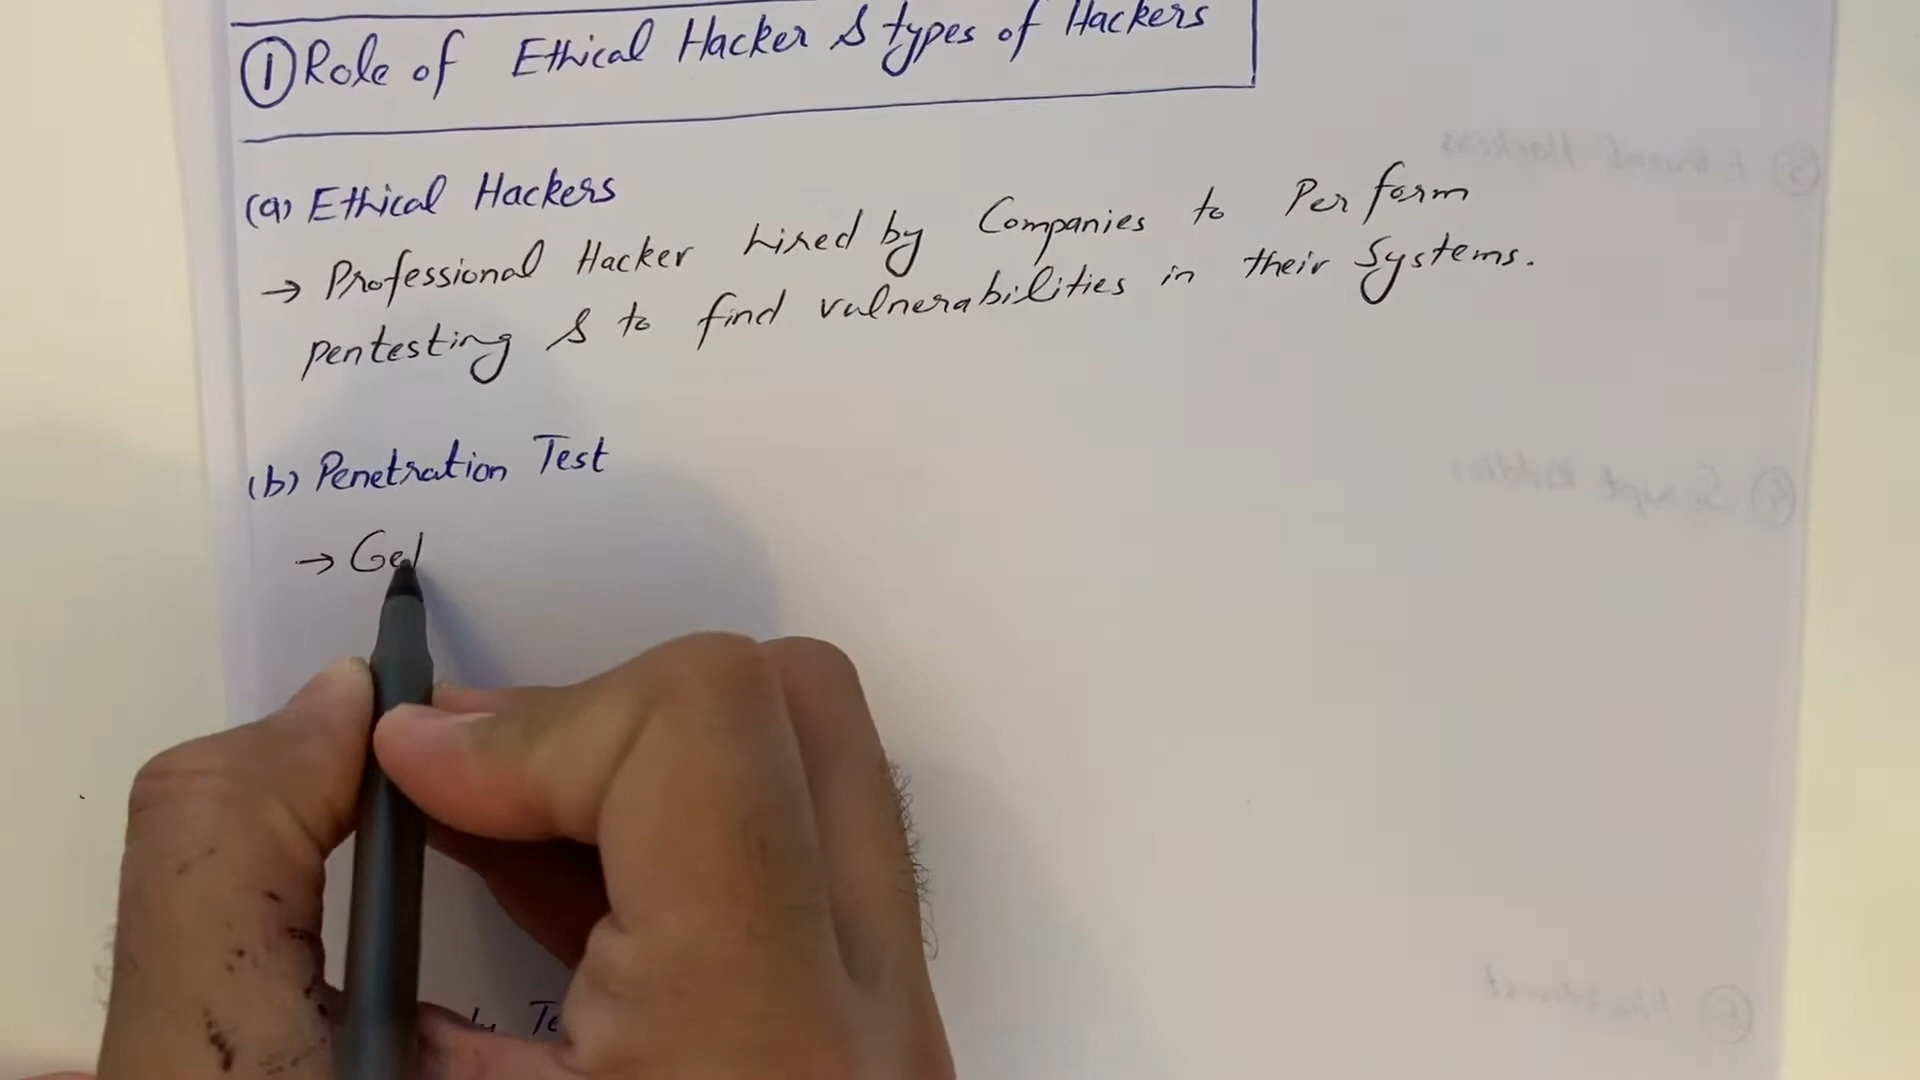 ① Role of Ethical Hacker & types of Hackers
(a) Ethical Hackers
→ Professional Hacker hired by Companies to Perform
pentesting & to find vulnerabilities in their Systems.
(b) Penetration Test
→ Get